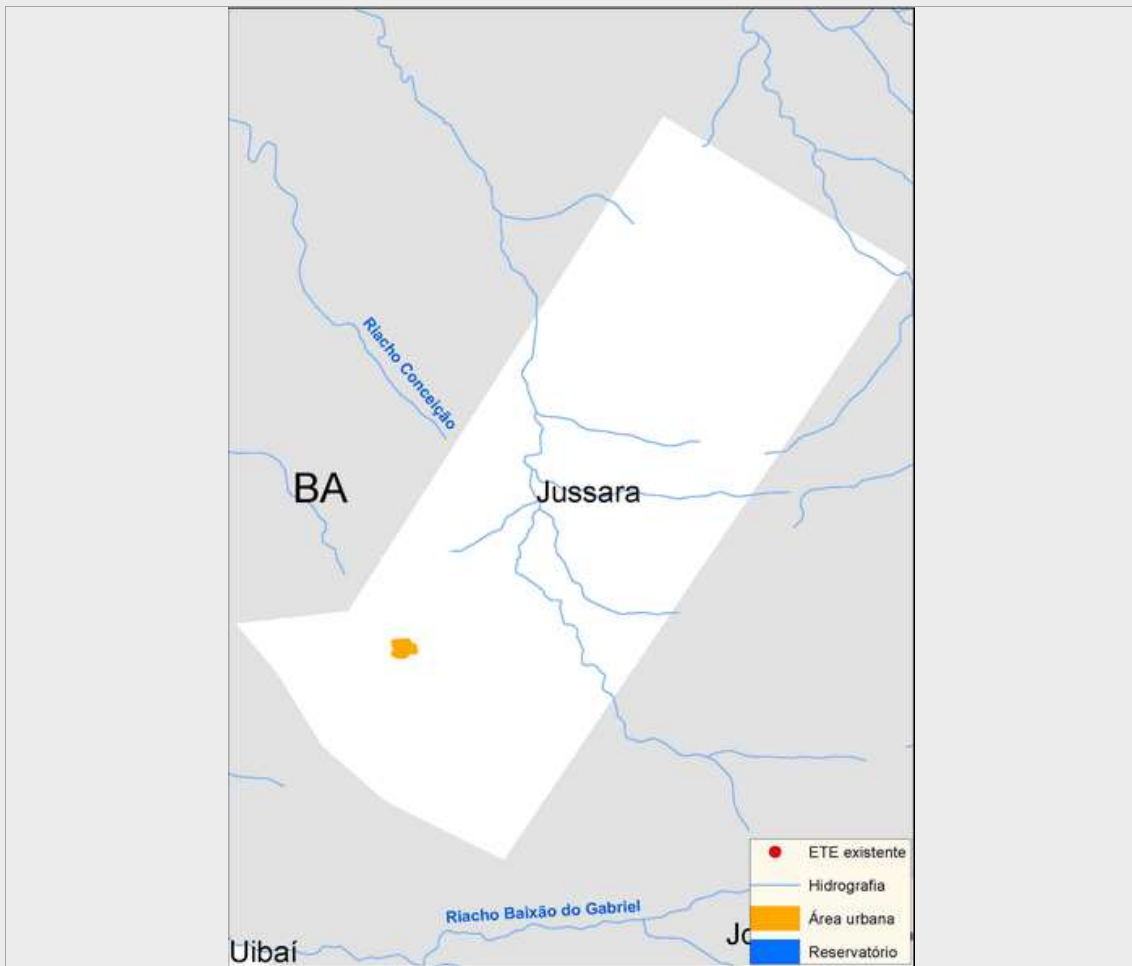 Riacho Conceição
BA
Jussara
ETE existente
Hidrografia
Riacho Baixão do Gabriel
Área urbana
Uibaí
Reservatório